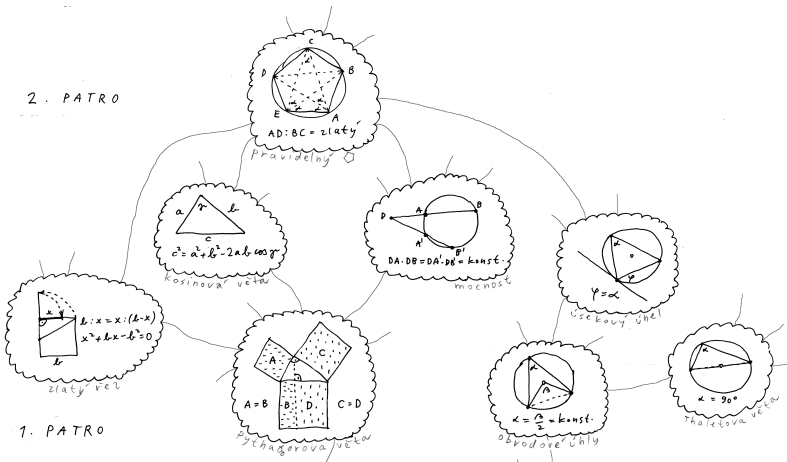 2. PATRO
C
D
B
E
A
α
AD:BC = zlatý
Pravidelný
a
γ
b
c
c² = a² + b² - 2ab cos γ
kosinová věta
D
A
B
A'
B'
DA·DB = DA'·DB' = konst.
mocnost
α
φ
φ = α
úsekový úhel
x
b
b : x = x : (b-x)
x² + bx - b² = 0
zlatý řez
A
C
B
D
A = B
C = D
Pythagorova věta
α
β
α = β/2 = konst.
obvodové úhly
α
α = 90°
Thaletova věta
1. PATRO